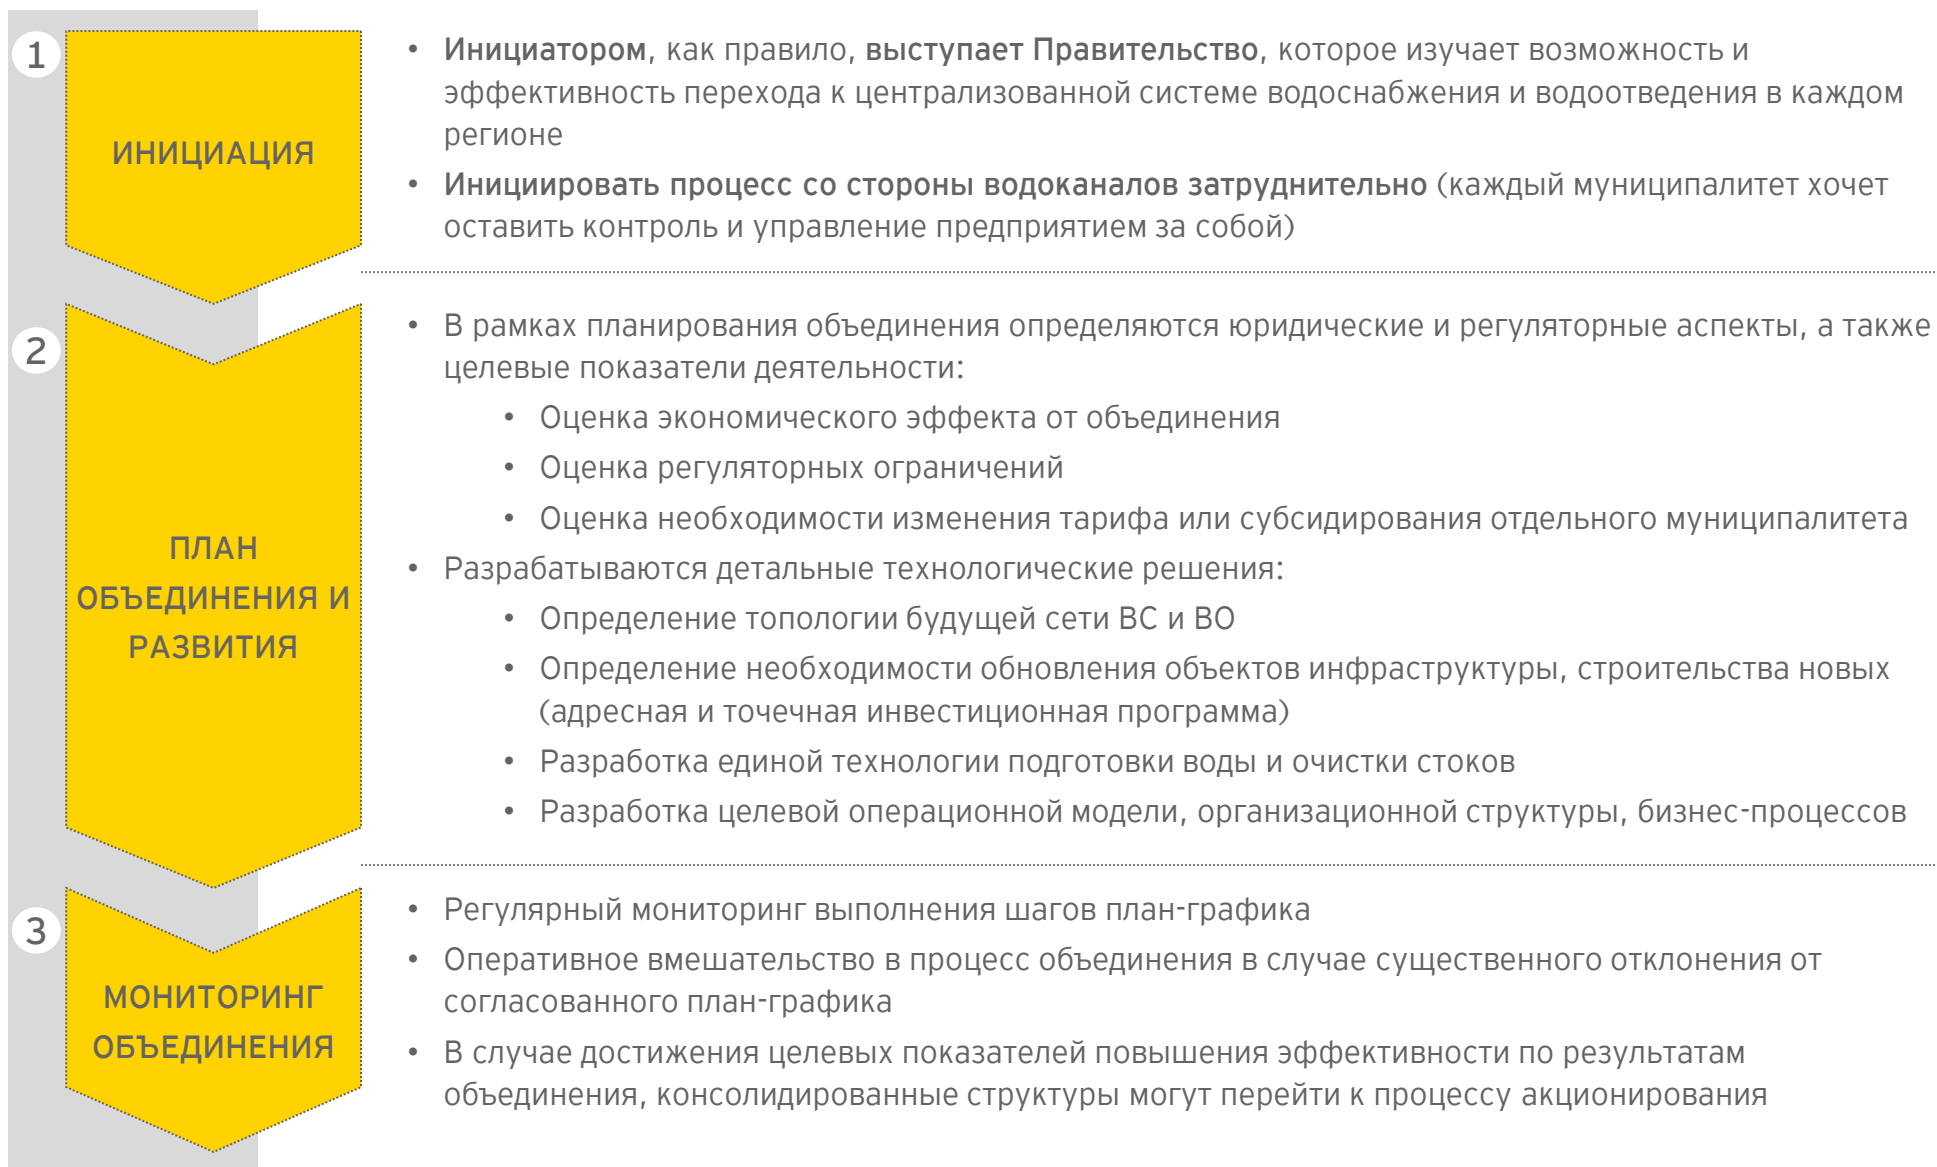 1
ИНИЦИАЦИЯ
• Инициатором, как правило, выступает Правительство, которое изучает возможность и
эффективность перехода к централизованной системе водоснабжения и водоотведения в каждом
регионе
• Инициировать процесс со стороны водоканалов затруднительно (каждый муниципалитет хочет
оставить контроль и управление предприятием за собой)
2
ПЛАН
ОБЪЕДИНЕНИЯ И
РАЗВИТИЯ
• В рамках планирования объединения определяются юридические и регуляторные аспекты, а также
целевые показатели деятельности:
• Оценка экономического эффекта от объединения
• Оценка регуляторных ограничений
• Оценка необходимости изменения тарифа или субсидирования отдельного муниципалитета
• Разрабатываются детальные технологические решения:
• Определение топологии будущей сети ВС и ВО
• Определение необходимости обновления объектов инфраструктуры, строительства новых
(адресная и точечная инвестиционная программа)
• Разработка единой технологии подготовки воды и очистки стоков
• Разработка целевой операционной модели, организационной структуры, бизнес-процессов
3
МОНИТОРИНГ
ОБЪЕДИНЕНИЯ
• Регулярный мониторинг выполнения шагов план-графика
• Оперативное вмешательство в процесс объединения в случае существенного отклонения от
согласованного план-графика
• В случае достижения целевых показателей повышения эффективности по результатам
объединения, консолидированные структуры могут перейти к процессу акционирования